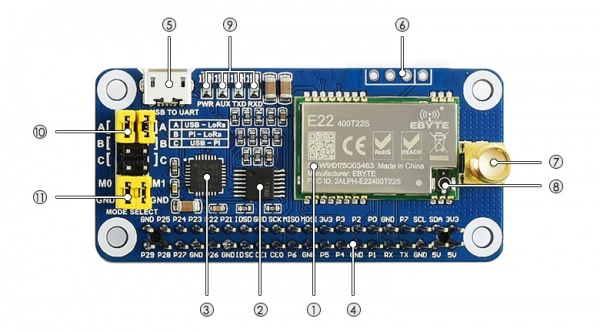 ⑤ ⑨ ⑥
USB TO UART
PWR AUX TXD RXD
A USB - LoRa
B PI - LoRa
C USB - PI
⑩
A A
B B
C C
M0 M1
⑪
GND GND
MODE SELECT
E22 400T22S
EBYTE
CE FC RoHS REACH
Made in China
Manufacturer: EBYTE
FCC ID: 2ALPH-E22400T22S
⑦
⑧
GND P25 P24 P23 P22 P21 IDSD GND SCK MISO MOSI 3V3 P3 P2 P0 GND P7 SCL SDA 3V3
P29 P28 P27 GND P26 GND IDSC CE1 CE0 P6 GND P5 P4 GND P1 RX TX GND 5V 5V
③ ② ① ④